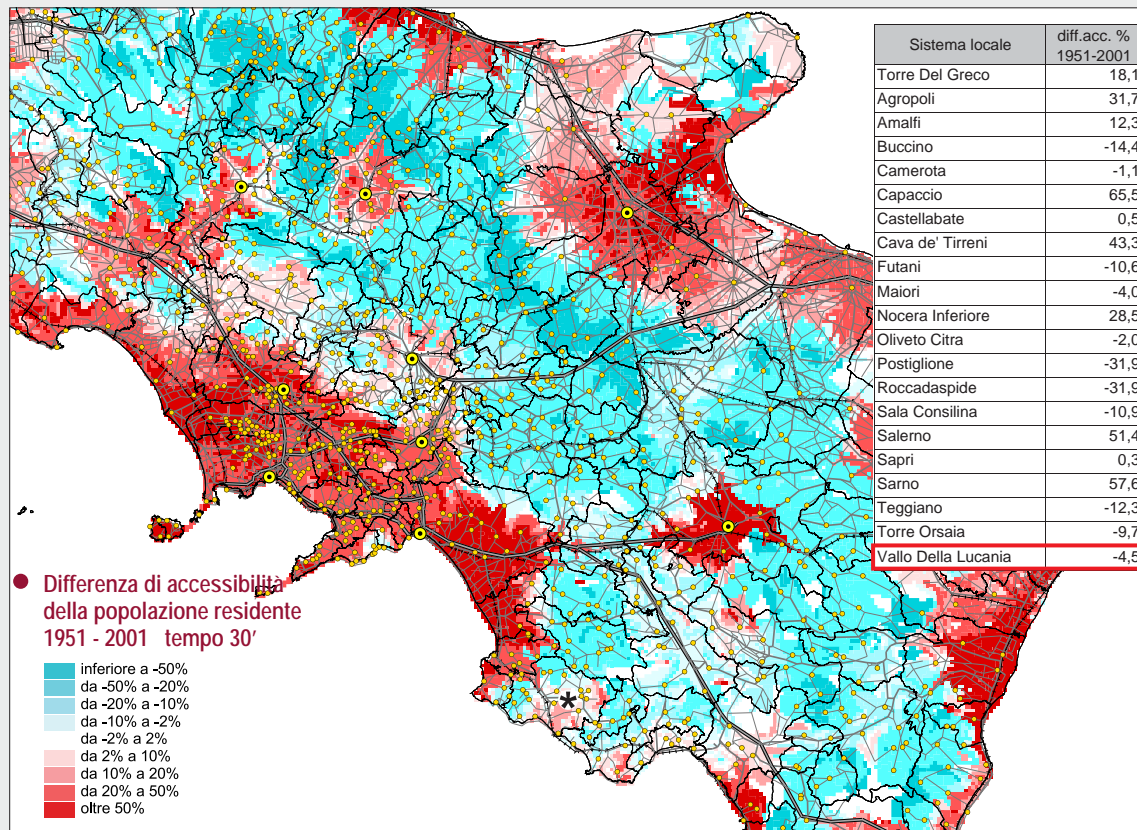 Sistema locale diff.acc. % 1951-2001
Torre Del Greco 18,1
Agropoli 31,7
Amalfi 12,3
Buccino -14,4
Camerota -1,1
Capaccio 65,5
Castellabate 0,5
Cava de' Tirreni 43,3
Futani -10,6
Maiori -4,0
Nocera Inferiore 28,5
Oliveto Citra -2,0
Postiglione -31,9
Roccadaspide -31,9
Sala Consilina -10,9
Salerno 51,4
Sapri 0,3
Sarno 57,6
Teggiano -12,3
Torre Orsaia -9,7
Vallo Della Lucania -4,5
Differenza di accessibilità
della popolazione residente
1951 - 2001 tempo 30'
inferiore a -50%
da -50% a -20%
da -20% a -10%
da -10% a -2%
da -2% a 2%
da 2% a 10%
da 10% a 20%
da 20% a 50%
oltre 50%
*